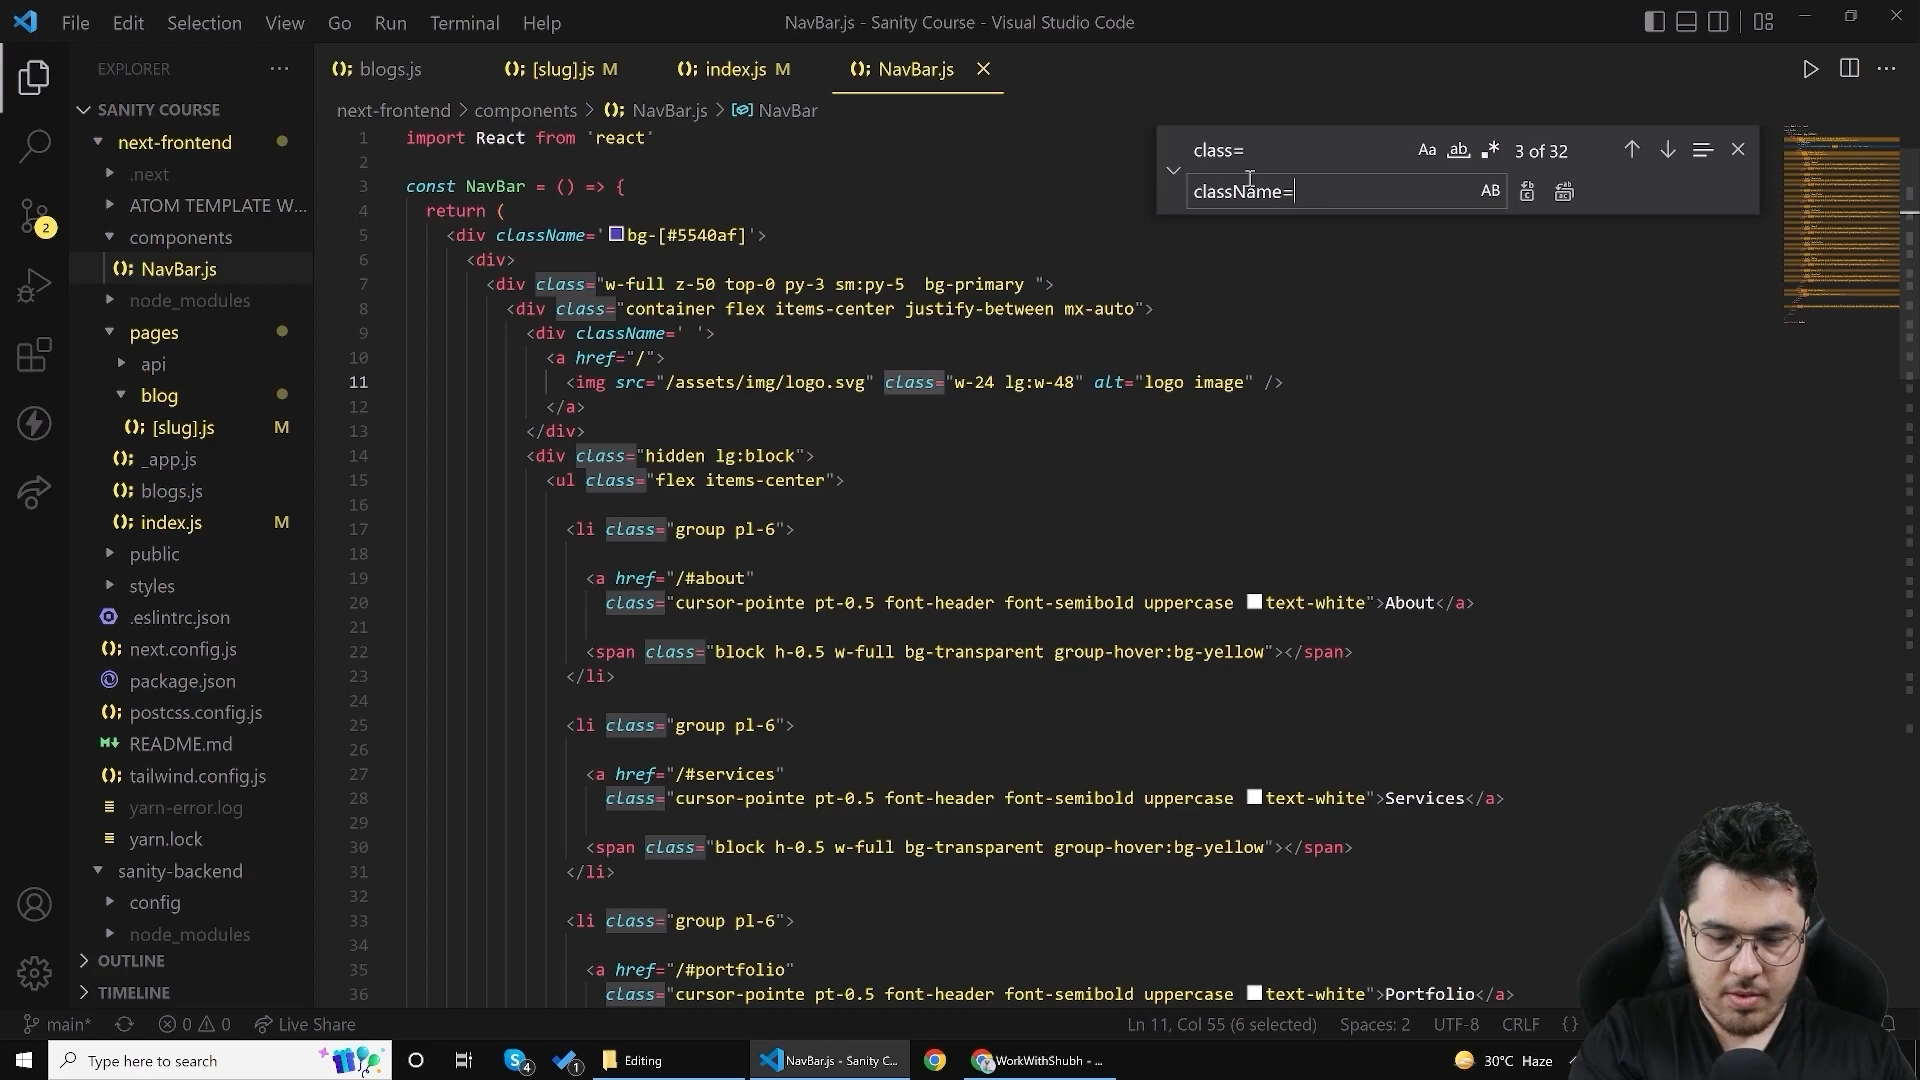 File Edit Selection View Go Run Terminal Help
NavBar.js - Sanity Course - Visual Studio Code
EXPLORER
SANITY COURSE
next-frontend
.next
ATOM TEMPLATE W...
components
NavBar.js
node_modules
pages
api
blog
[slug].js M
_app.js
blogs.js
index.js M
public
styles
.eslintrc.json
next.config.js
package.json
postcss.config.js
README.md
tailwind.config.js
yarn-error.log
yarn.lock
sanity-backend
config
node_modules
OUTLINE
TIMELINE
2
blogs.js [slug].js M index.js M NavBar.js
next-frontend > components > NavBar.js > NavBar
class= Aa ab 3 of 32
className= AB
1 import React from 'react'
2
3 const NavBar = () => {
4 return (
5 <div className='bg-[#5540af]'>
6 <div>
7 <div class="w-full z-50 top-0 py-3 sm:py-5  bg-primary ">
8 <div class="container flex items-center justify-between mx-auto">
9 <div className=' '>
10 <a href="/">
11 <img src="/assets/img/logo.svg" class="w-24 lg:w-48" alt="logo image" />
12 </a>
13 </div>
14 <div class="hidden lg:block">
15 <ul class="flex items-center">
16
17 <li class="group pl-6">
18
19 <a href="/#about"
20 class="cursor-pointe pt-0.5 font-header font-semibold uppercase text-white">About</a>
21
22 <span class="block h-0.5 w-full bg-transparent group-hover:bg-yellow"></span>
23 </li>
24
25 <li class="group pl-6">
26
27 <a href="/#services"
28 class="cursor-pointe pt-0.5 font-header font-semibold uppercase text-white">Services</a>
29
30 <span class="block h-0.5 w-full bg-transparent group-hover:bg-yellow"></span>
31 </li>
32
33 <li class="group pl-6">
34
35 <a href="/#portfolio"
36 class="cursor-pointe pt-0.5 font-header font-semibold uppercase text-white">Portfolio</a>
main* 0 0 Live Share Ln 11, Col 55 (6 selected) Spaces: 2 UTF-8 CRLF {}
Type here to search 4 1 Editing NavBar.js - Sanity C... WorkWithShubh - ... 30°C Haze